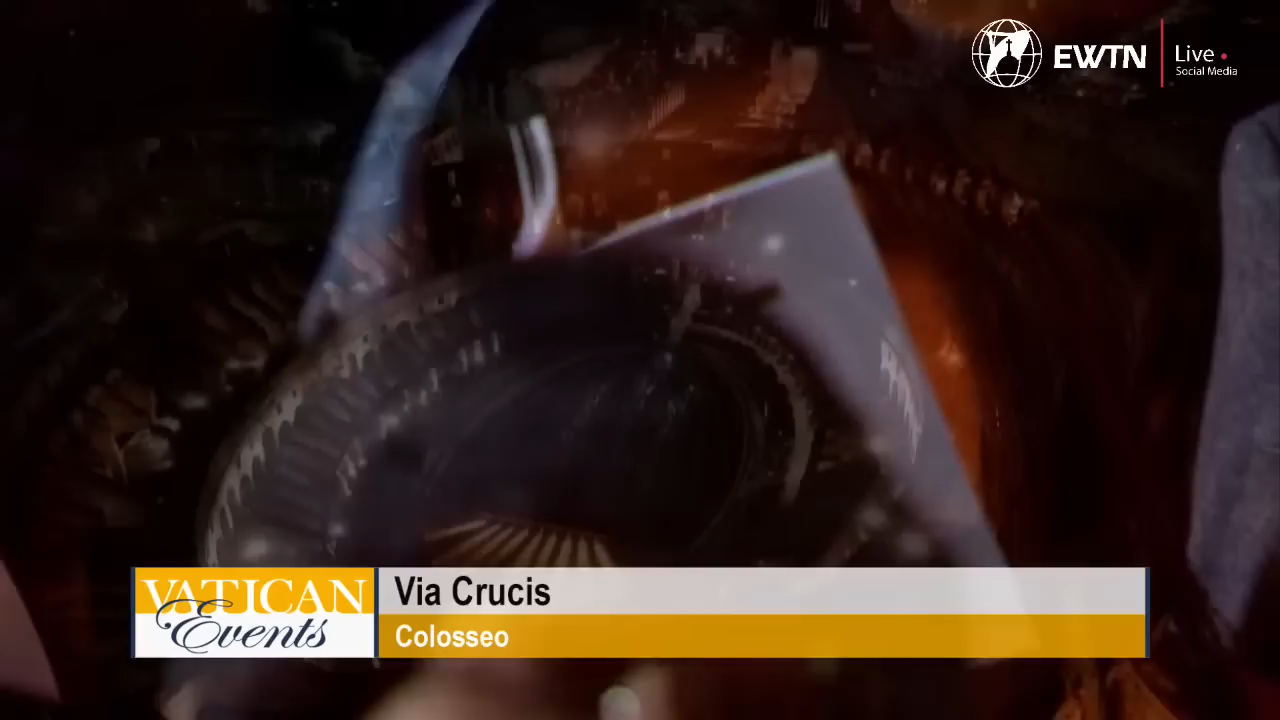 EWTN
Live
Social Media
VATICAN
Events
Via Crucis
Colosseo